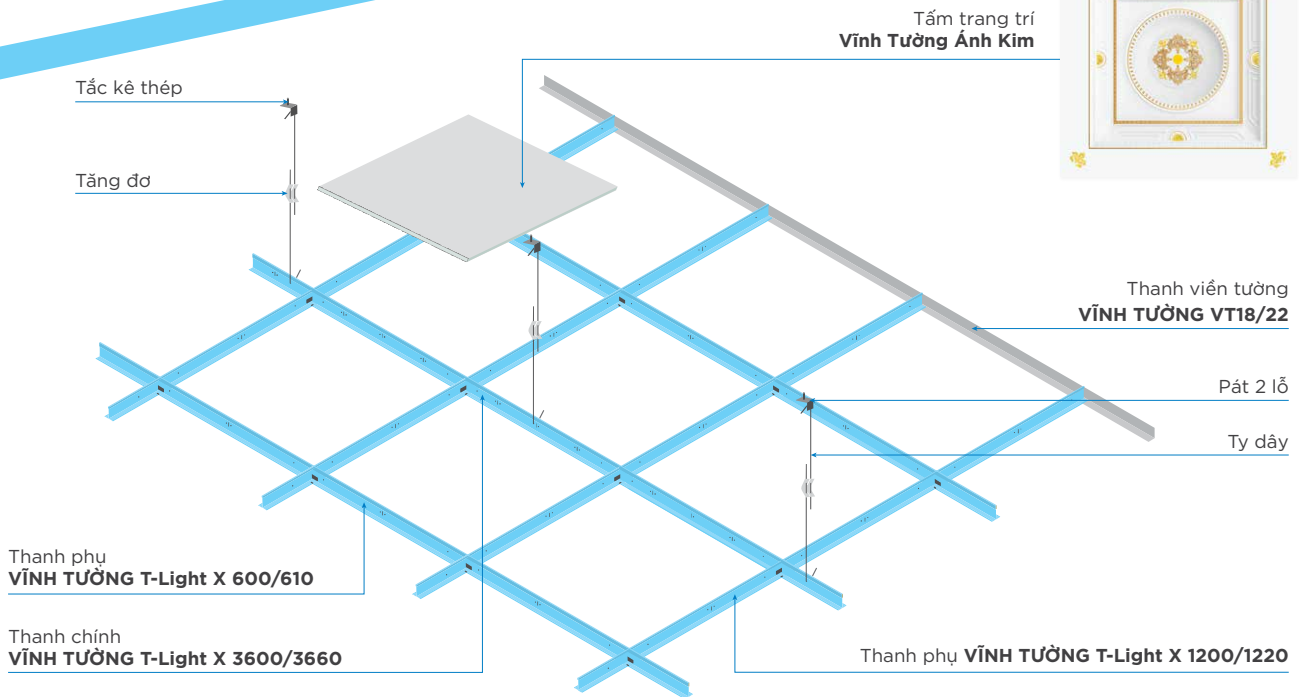 Tấm trang trí
Vĩnh Tường Ánh Kim
Tắc kê thép
Tăng đơ
Thanh viền tường
VĨNH TƯỜNG VT18/22
Pát 2 lỗ
Ty dây
Thanh phụ
VĨNH TƯỜNG T-Light X 600/610
Thanh chính
VĨNH TƯỜNG T-Light X 3600/3660
Thanh phụ VĨNH TƯỜNG T-Light X 1200/1220